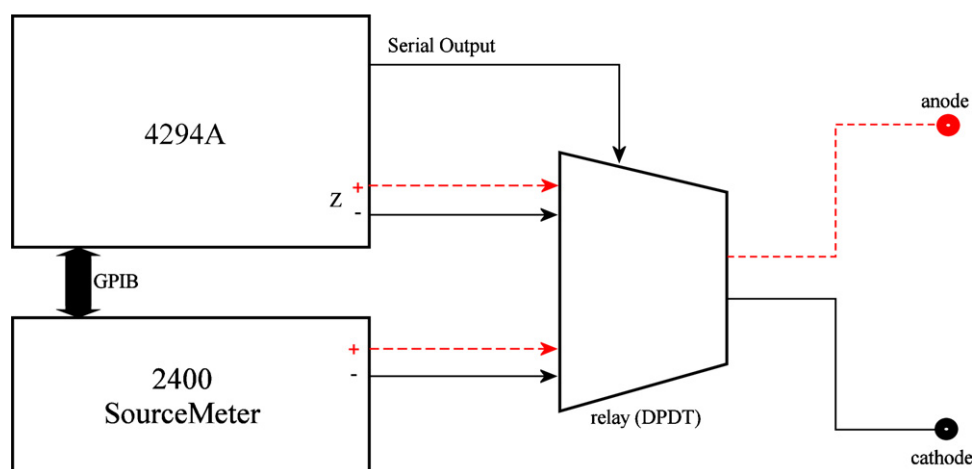 Serial Output
anode
4294A
+
Z
-
GPIB
+
2400
-
SourceMeter
relay (DPDT)
cathode